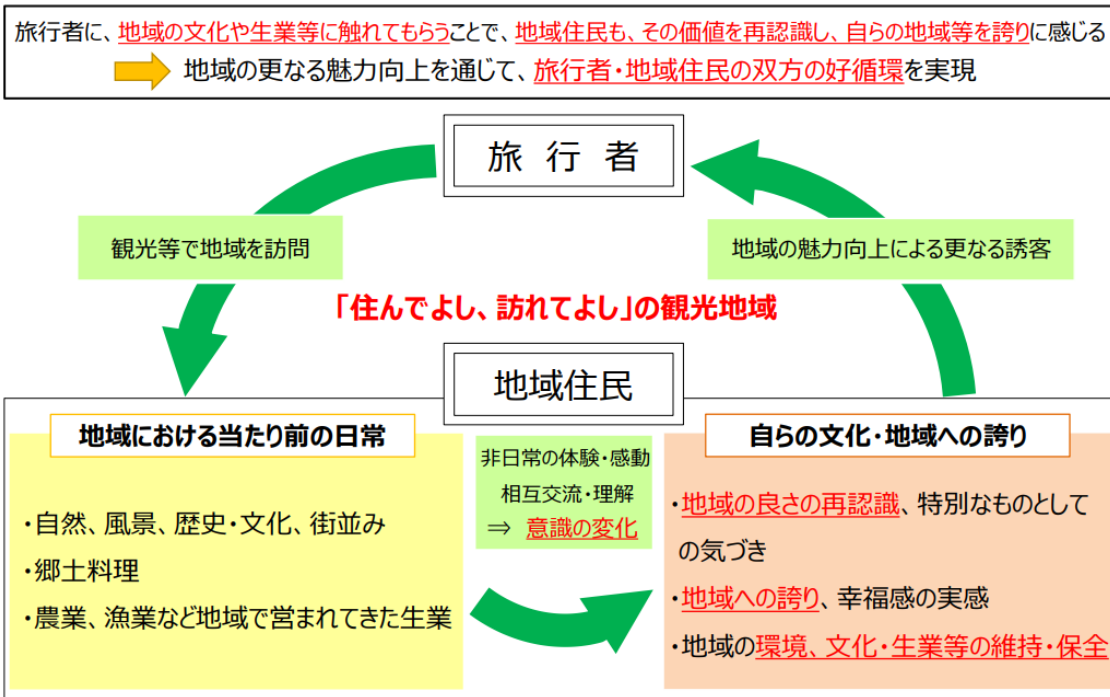 旅行者に、地域の文化や生業等に触れてもらうことで、地域住民も、その価値を再認識し、自らの地域等を誇りに感じる
地域の更なる魅力向上を通じて、旅行者・地域住民の双方の好循環を実現
旅 行 者
観光等で地域を訪問
地域の魅力向上による更なる誘客
「住んでよし、訪れてよし」の観光地域
地域住民
地域における当たり前の日常
・自然、風景、歴史・文化、街並み
・郷土料理
・農業、漁業など地域で営まれてきた生業
非日常の体験・感動
相互交流・理解
⇒ 意識の変化
自らの文化・地域への誇り
・地域の良さの再認識、特別なものとして
の気づき
・地域への誇り、幸福感の実感
・地域の環境、文化・生業等の維持・保全